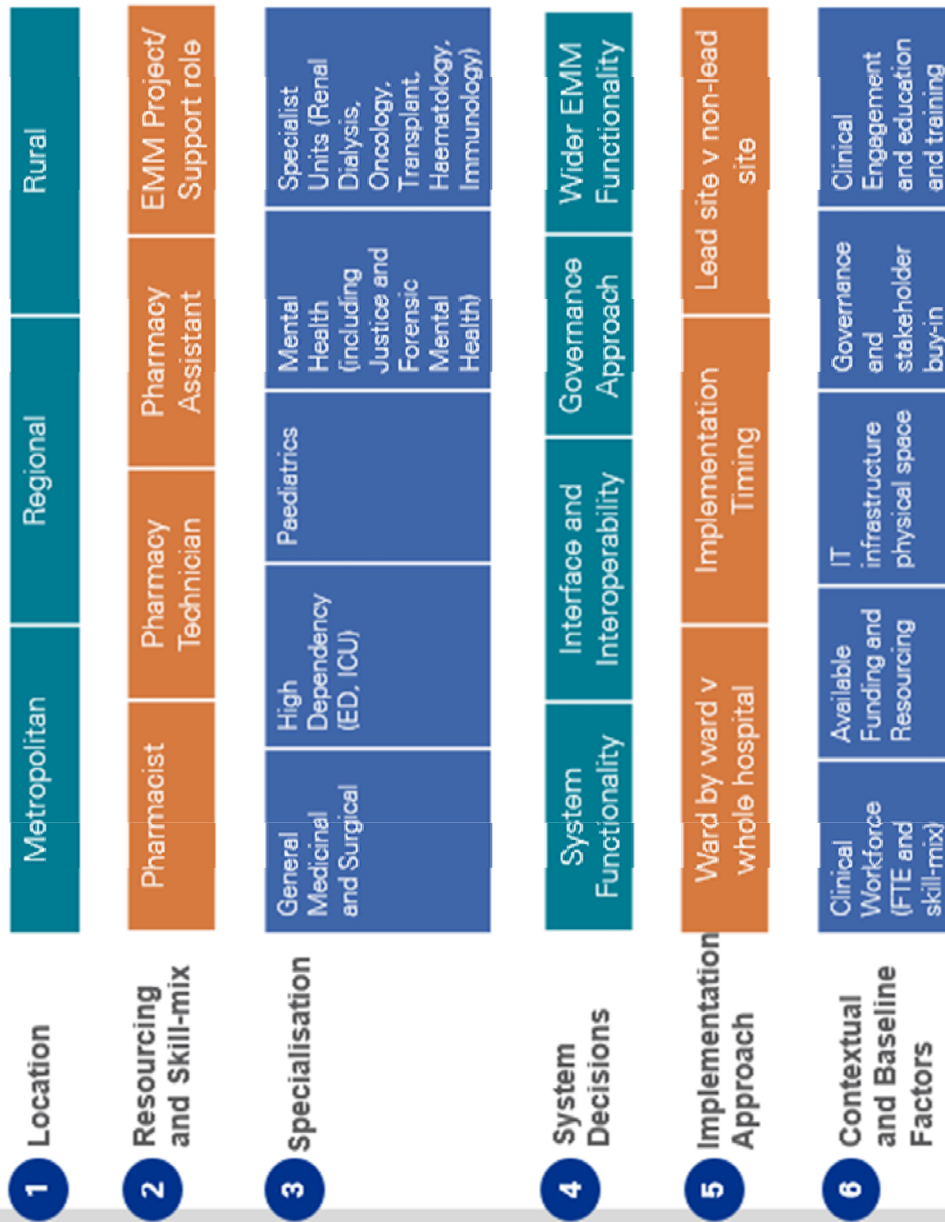 1
Location
Metropolitan
Regional
Rural
2
Resourcing
and Skill-mix
Pharmacist
Pharmacy
Technician
Pharmacy
Assistant
EMM Project/
Support role
3
Specialisation
General
Medicinal
and Surgical
High
Dependency
(ED, ICU)
Paediatrics
Mental
Health
(including
Justice and
Forensic
Mental
Health)
Specialist
Units (Renal
Dialysis,
Oncology,
Transplant,
Haematology,
Immunology)
4
System
Decisions
System
Functionality
Interface and
Interoperability
Governance
Approach
Wider EMM
Functionality
5
Implementation
Approach
Ward by ward v
whole hospital
Implementation
Timing
Lead site v non-lead
site
6
Contextual
and Baseline
Factors
Clinical
Workforce
(FTE and
skill-mix)
Available
Funding and
Resourcing
IT
infrastructure
physical space
Governance
and
stakeholder
buy-in
Clinical
Engagement
and education
and training